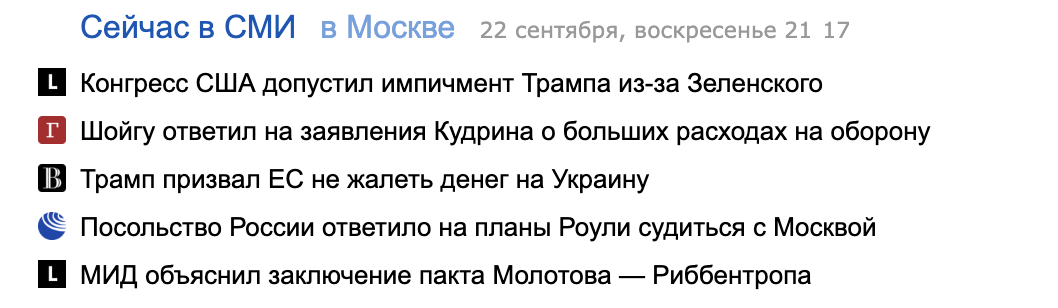 Сейчас в СМИ в Москве 22 сентября, воскресенье 21 17
L Конгресс США допустил импичмент Трампа из-за Зеленского
Г Шойгу ответил на заявления Кудрина о больших расходах на оборону
В Трамп призвал ЕС не жалеть денег на Украину
Посольство России ответило на планы Роули судиться с Москвой
L МИД объяснил заключение пакта Молотова — Риббентропа